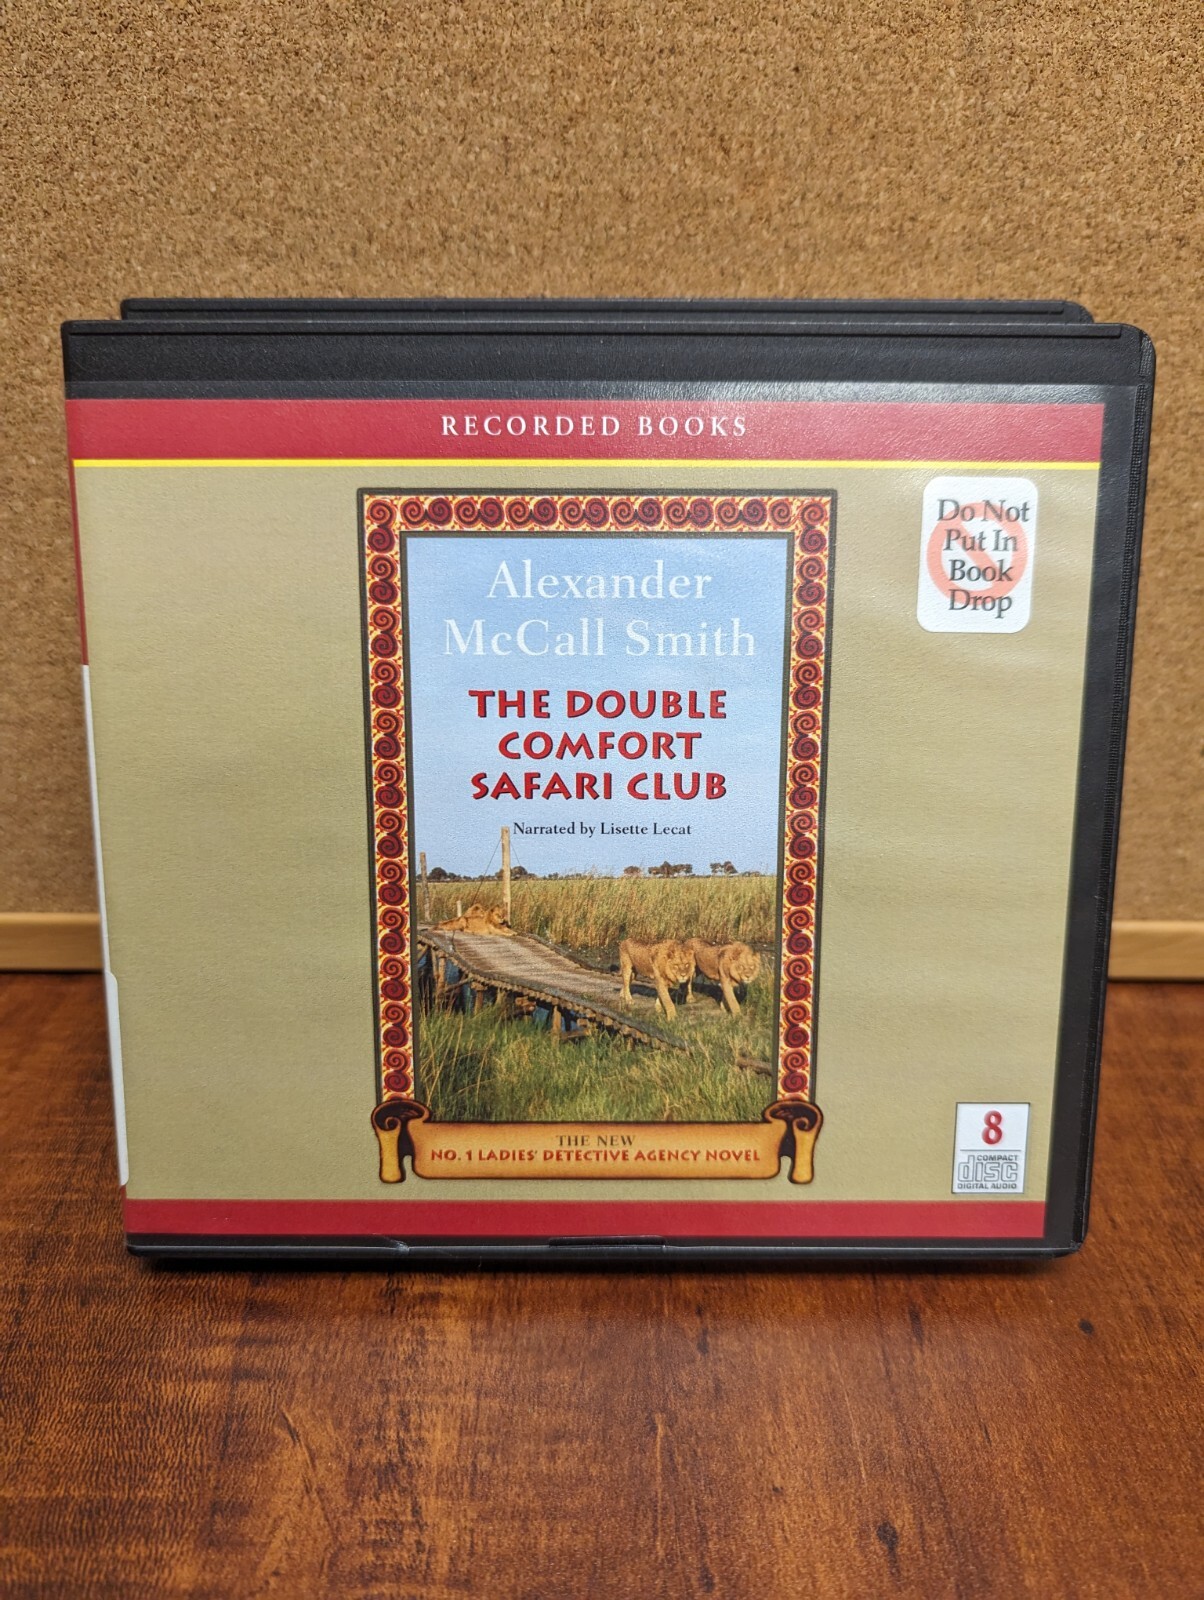 RECORDED BOOKS
Do Not
Put In
Book
Drop
Alexander
McCall Smith
THE DOUBLE
COMFORT
SAFARI CLUB
Narrated by Lisette Lecat
THE NEW
NO. 1 LADIES' DETECTIVE AGENCY NOVEL
8
COMPACT
disc
DIGITAL AUDIO